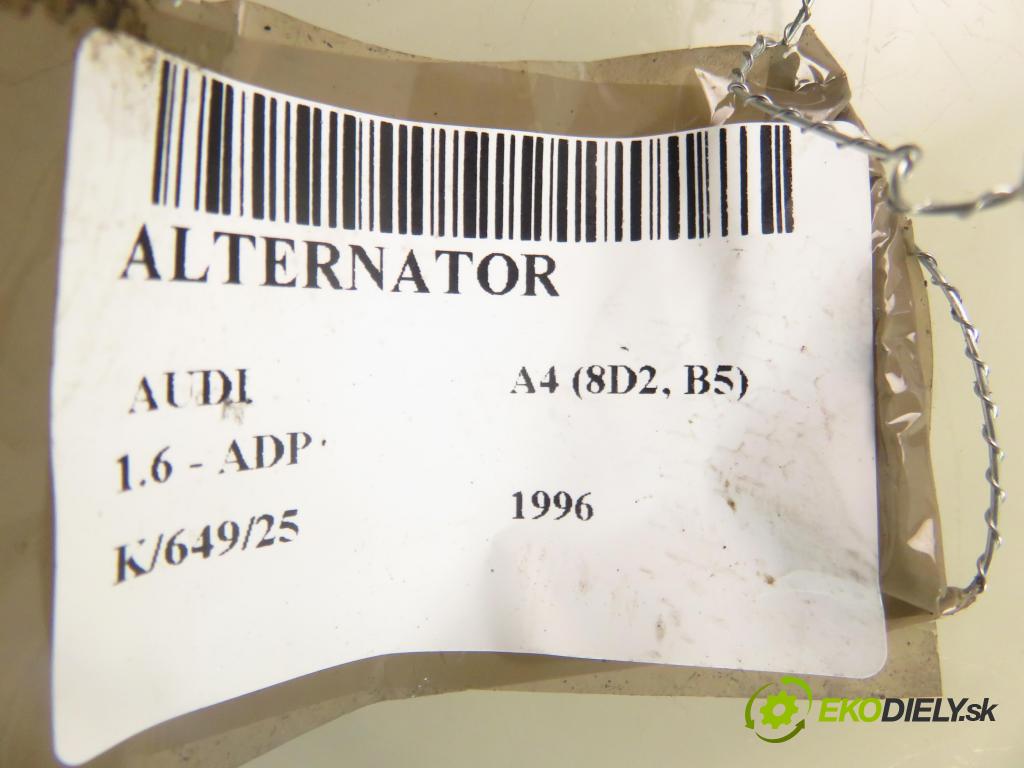 ALTERNATOR
AUDI A4 (8D2, B5)
1.6 - ADP
K/649/25 1996
EKODIELY.sk